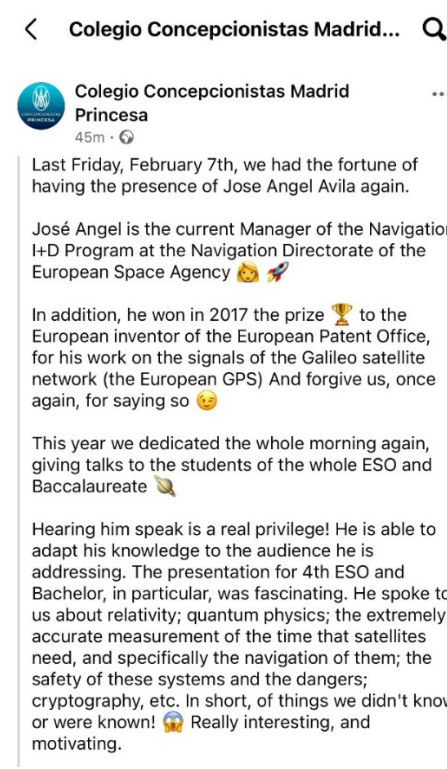 Colegio Concepcionistas Madrid...
Colegio Concepcionistas Madrid
Princesa
45m ·
CONCEPCIONISTAS
PRINCESA
Last Friday, February 7th, we had the fortune of
having the presence of Jose Angel Avila again.
José Angel is the current Manager of the Navigation
I+D Program at the Navigation Directorate of the
European Space Agency 👩 🚀
In addition, he won in 2017 the prize 🏆 to the
European inventor of the European Patent Office,
for his work on the signals of the Galileo satellite
network (the European GPS) And forgive us, once
again, for saying so 😉
This year we dedicated the whole morning again,
giving talks to the students of the whole ESO and
Baccalaureate 🪐
Hearing him speak is a real privilege! He is able to
adapt his knowledge to the audience he is
addressing. The presentation for 4th ESO and
Bachelor, in particular, was fascinating. He spoke to
us about relativity; quantum physics; the extremely
accurate measurement of the time that satellites
need, and specifically the navigation of them; the
safety of these systems and the dangers;
cryptography, etc. In short, of things we didn't know
or were known! 😱 Really interesting, and
motivating.